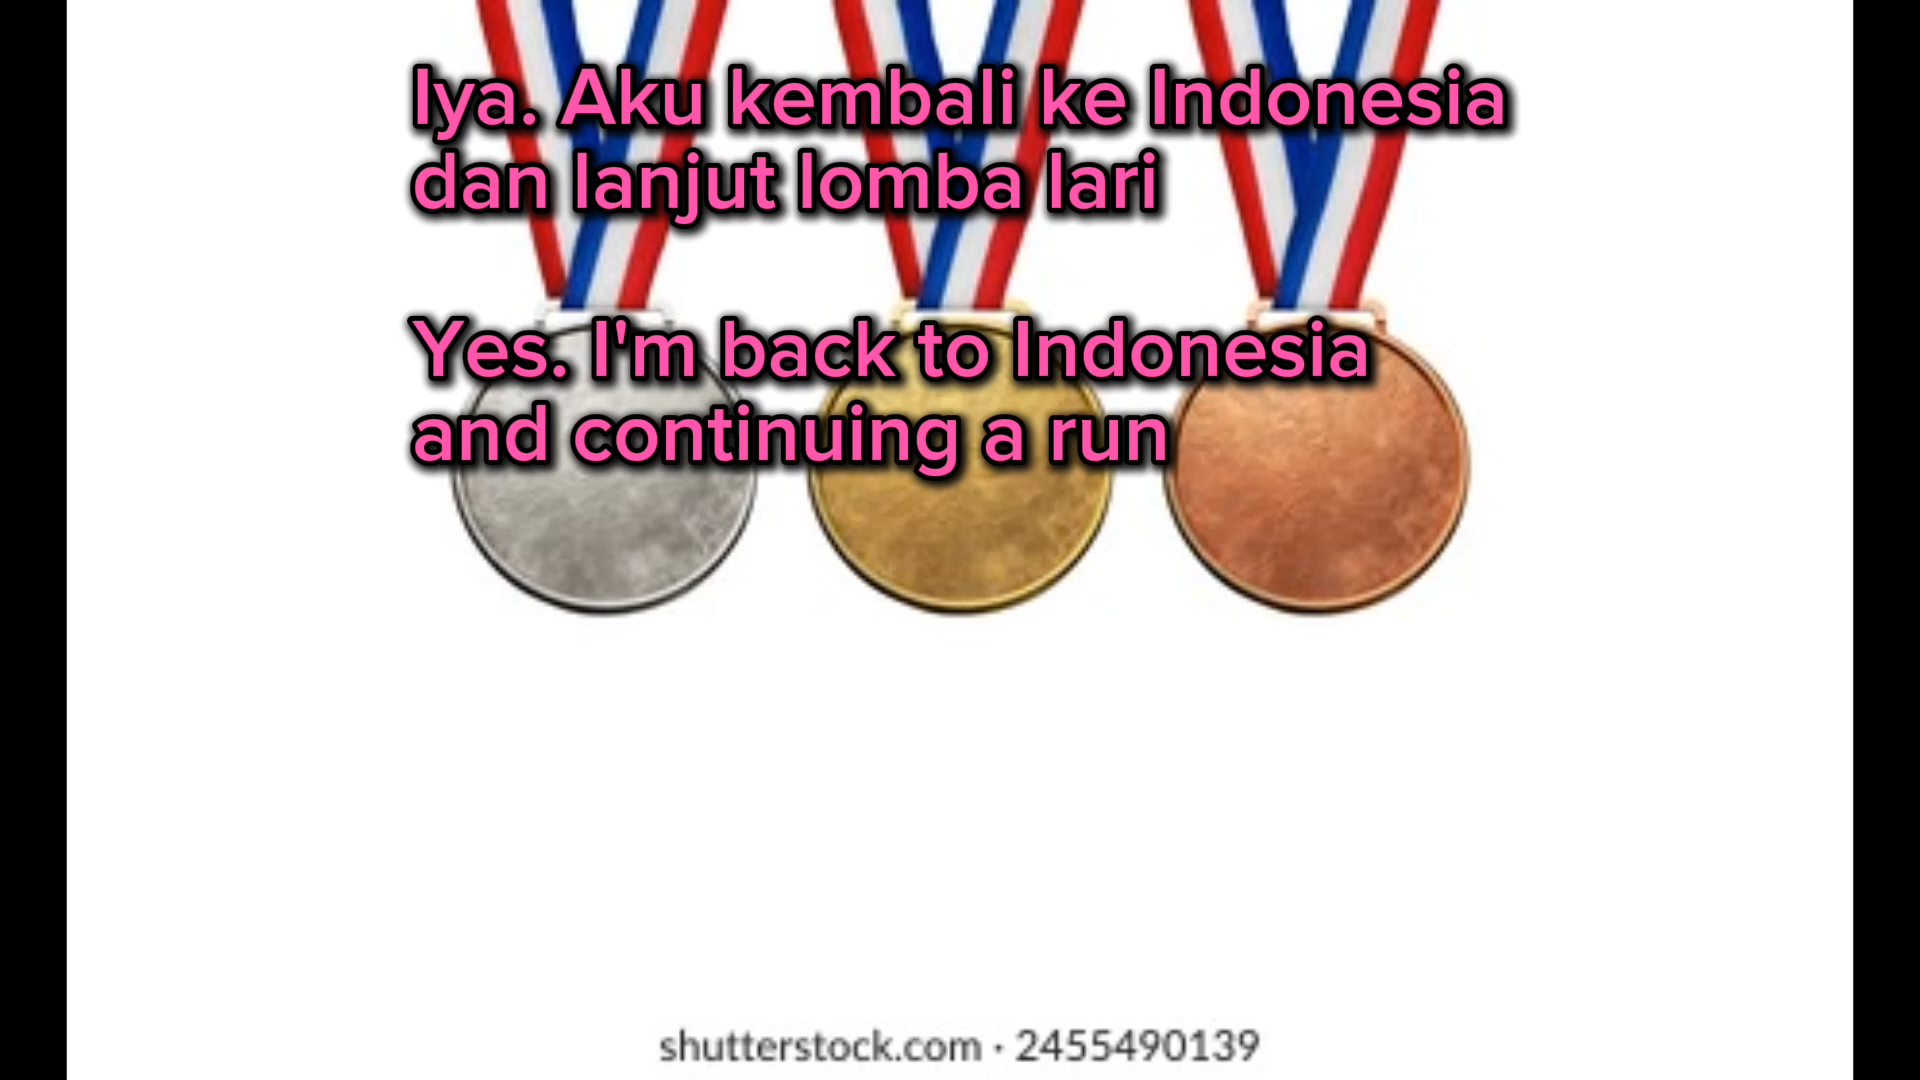 Iya. Aku kembali ke Indonesia
dan lanjut lomba lari
Yes. I'm back to Indonesia
and continuing a run
shutterstock.com · 2455490139